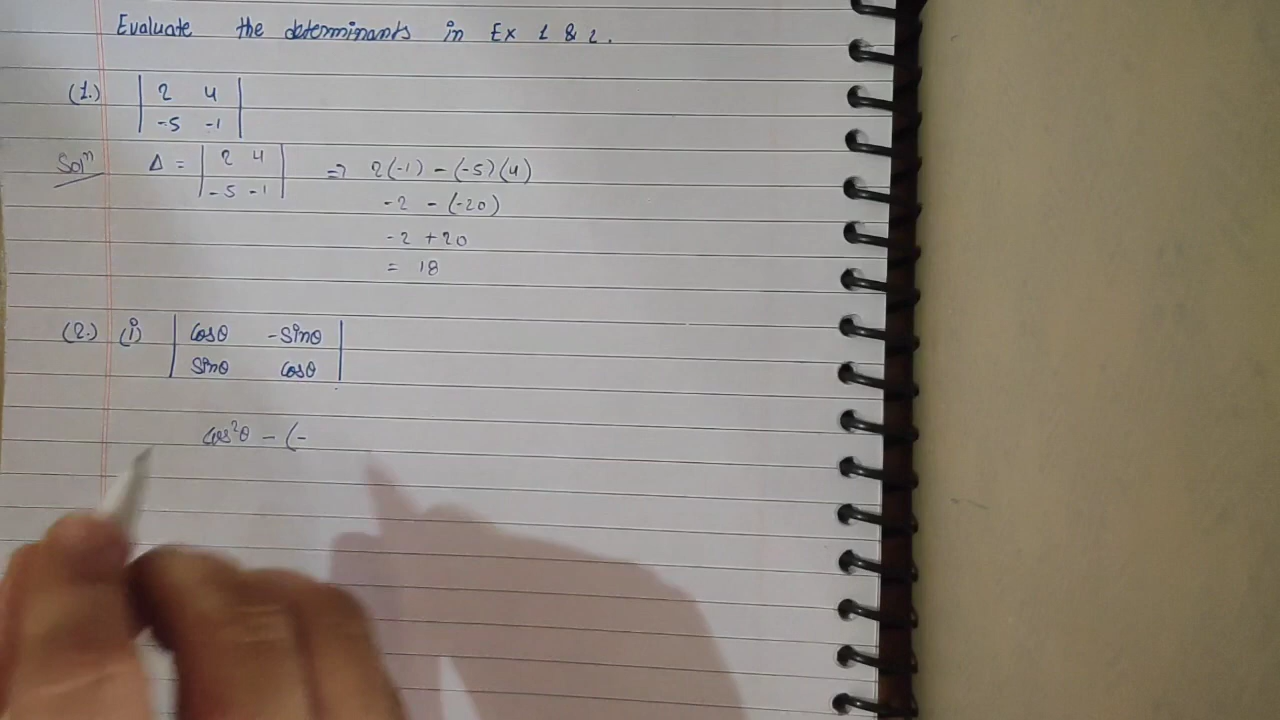 Evaluate the determinants in Ex 1 & 2.
(1.) | 2 4 |
| -5 -1 |
Solⁿ Δ = | 2 4 | => 2(-1) - (-5)(4)
| -5 -1 | -2 - (-20)
-2 + 20
= 18
(2.) (i) | cosθ -sinθ |
| sinθ cosθ |
cos²θ - (-